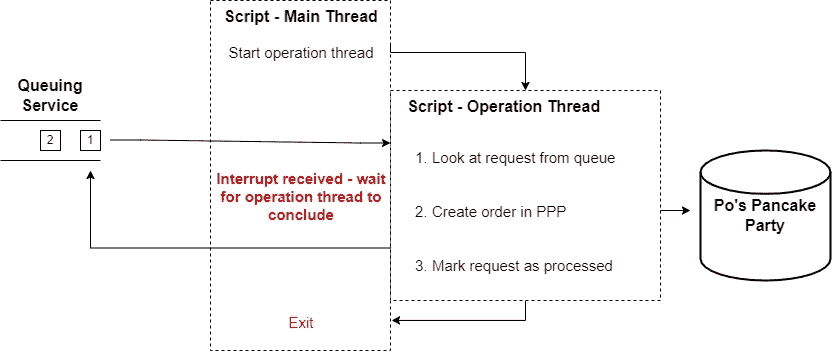 Script - Main Thread
Start operation thread
Queuing
Service
2
1
Script - Operation Thread
1. Look at request from queue
Interrupt received - wait
for operation thread to
conclude
2. Create order in PPP
Po's Pancake
Party
3. Mark request as processed
Exit